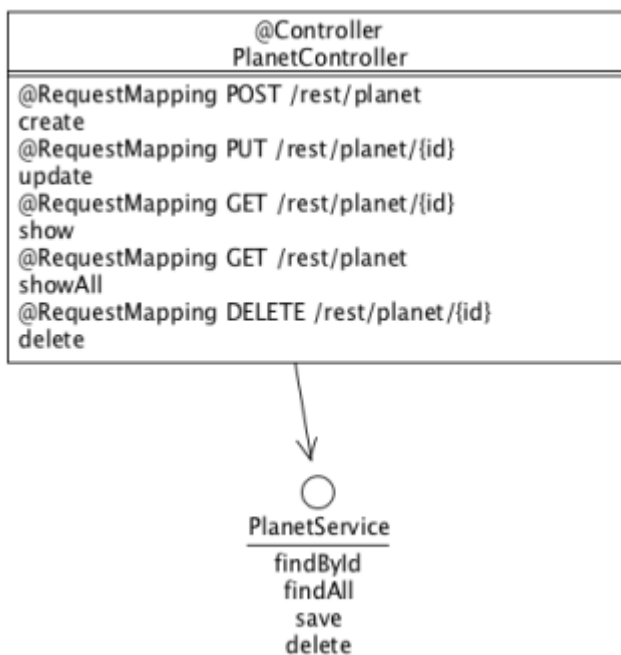 @Controller
PlanetController
@RequestMapping POST /rest/planet
create
@RequestMapping PUT /rest/planet/{id}
update
@RequestMapping GET /rest/planet/{id}
show
@RequestMapping GET /rest/planet
showAll
@RequestMapping DELETE /rest/planet/{id}
delete
PlanetService
findById
findAll
save
delete